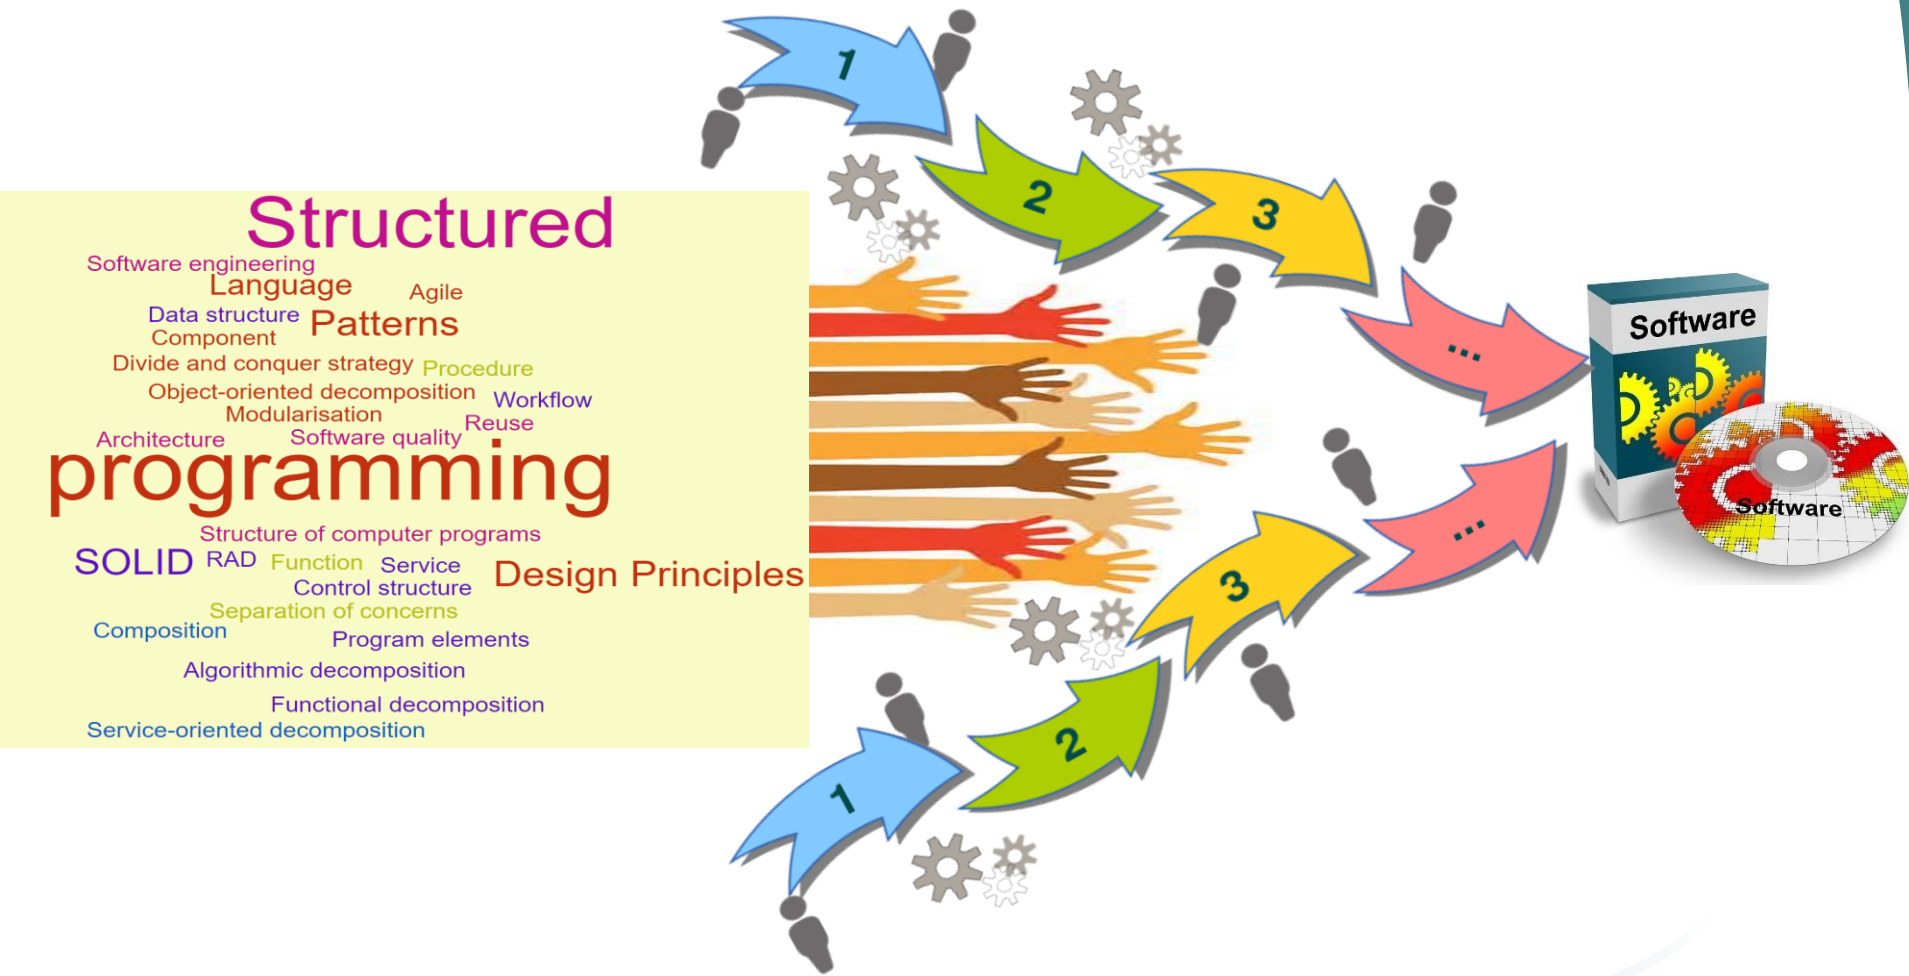 Structured
Software engineering
Language
Agile
Data structure
Patterns
Component
Divide and conquer strategy
Procedure
Object-oriented decomposition
Workflow
Modularisation
Reuse
Architecture
Software quality
programming
Structure of computer programs
SOLID
RAD
Function
Service
Design Principles
Control structure
Separation of concerns
Composition
Program elements
Algorithmic decomposition
Functional decomposition
Service-oriented decomposition
1
2
3
...
1
2
3
...
Software
Software